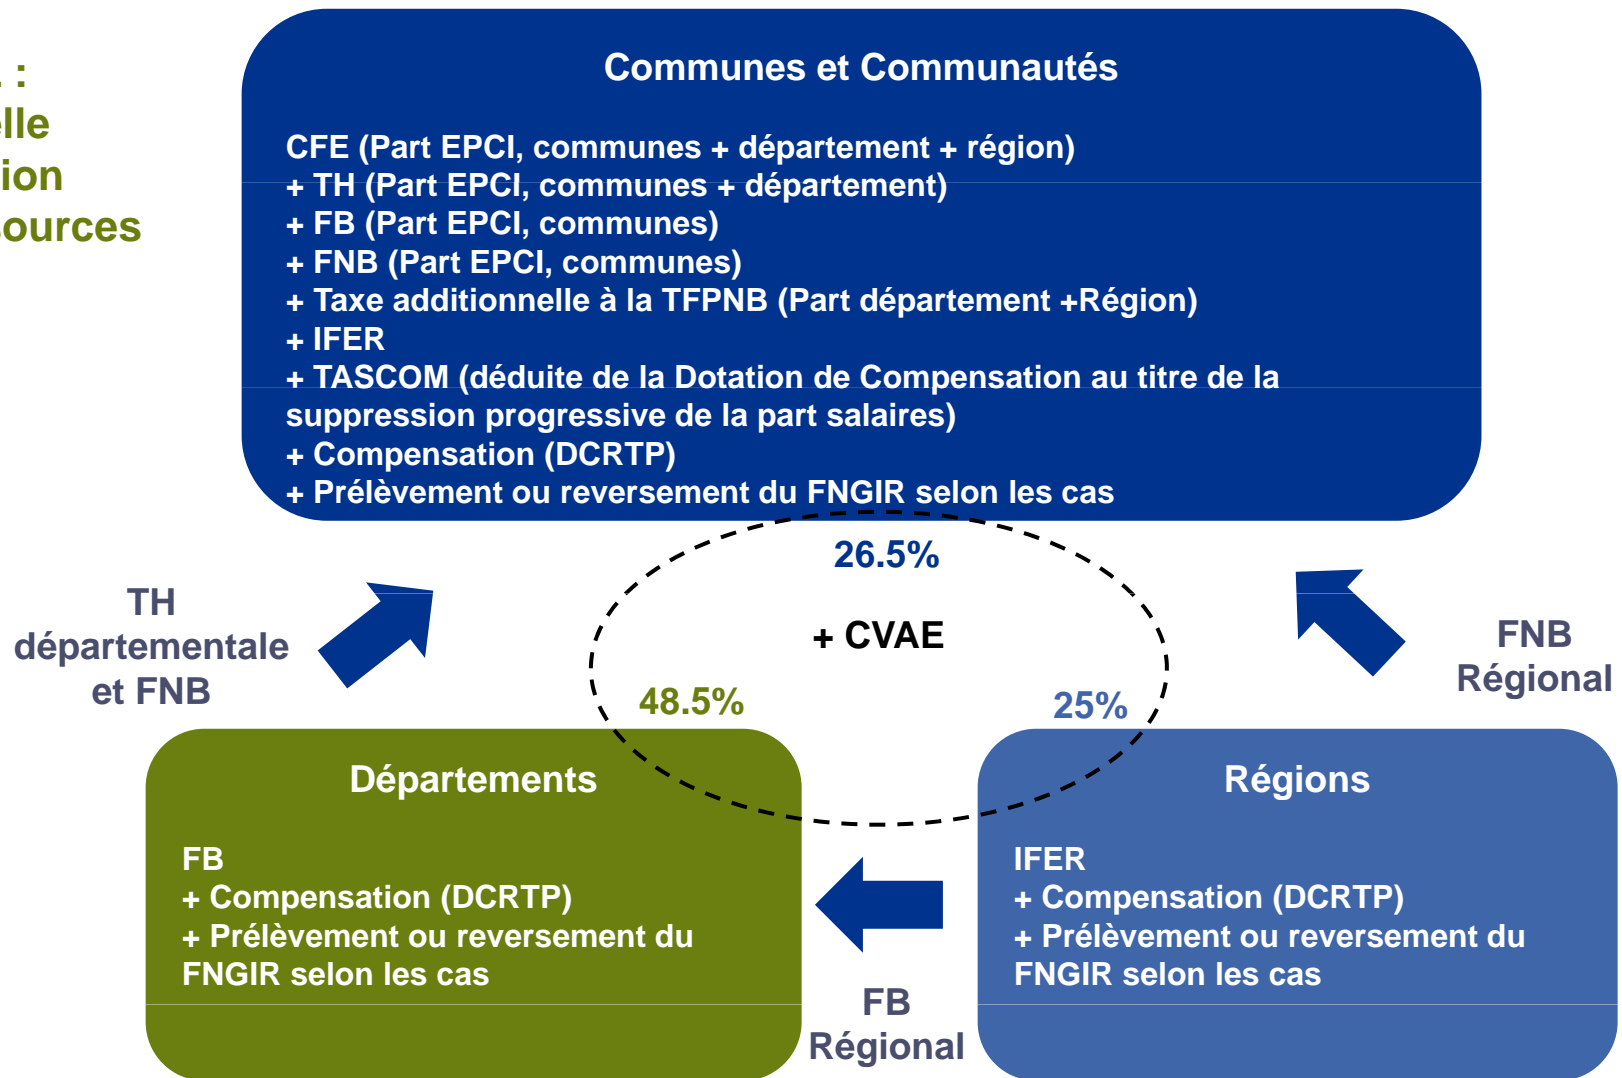 :
Communes et Communautés
CFE (Part EPCI, communes + département + région)
+ TH (Part EPCI, communes + département)
+ FB (Part EPCI, communes)
+ FNB (Part EPCI, communes)
+ Taxe additionnelle à la TFPNB (Part département +Région)
+ IFER
+ TASCOM (déduite de la Dotation de Compensation au titre de la
suppression progressive de la part salaires)
+ Compensation (DCRTP)
+ Prélèvement ou reversement du FNGIR selon les cas
26.5%
+ CVAE
48.5%
25%
TH
départementale
et FNB
FNB
Régional
Départements
FB
+ Compensation (DCRTP)
+ Prélèvement ou reversement du
FNGIR selon les cas
FB
Régional
Régions
IFER
+ Compensation (DCRTP)
+ Prélèvement ou reversement du
FNGIR selon les cas